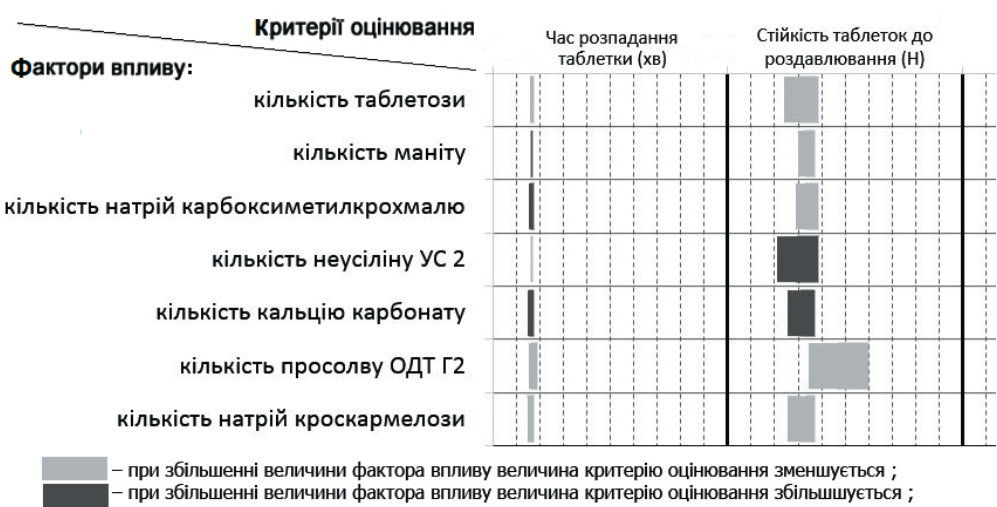 Критерії оцінювання
Час розпадання
таблетки (хв)
Стійкість таблеток до
роздавлювання (Н)
Фактори впливу:
кількість таблетози
кількість маніту
кількість натрій карбоксиметилкрохмалю
кількість неусіліну УС 2
кількість кальцію карбонату
кількість просолву ОДТ Г2
кількість натрій кроскармелози
– при збільшенні величини фактора впливу величина критерію оцінювання зменшується ;
– при збільшенні величини фактора впливу величина критерію оцінювання збільшшується ;